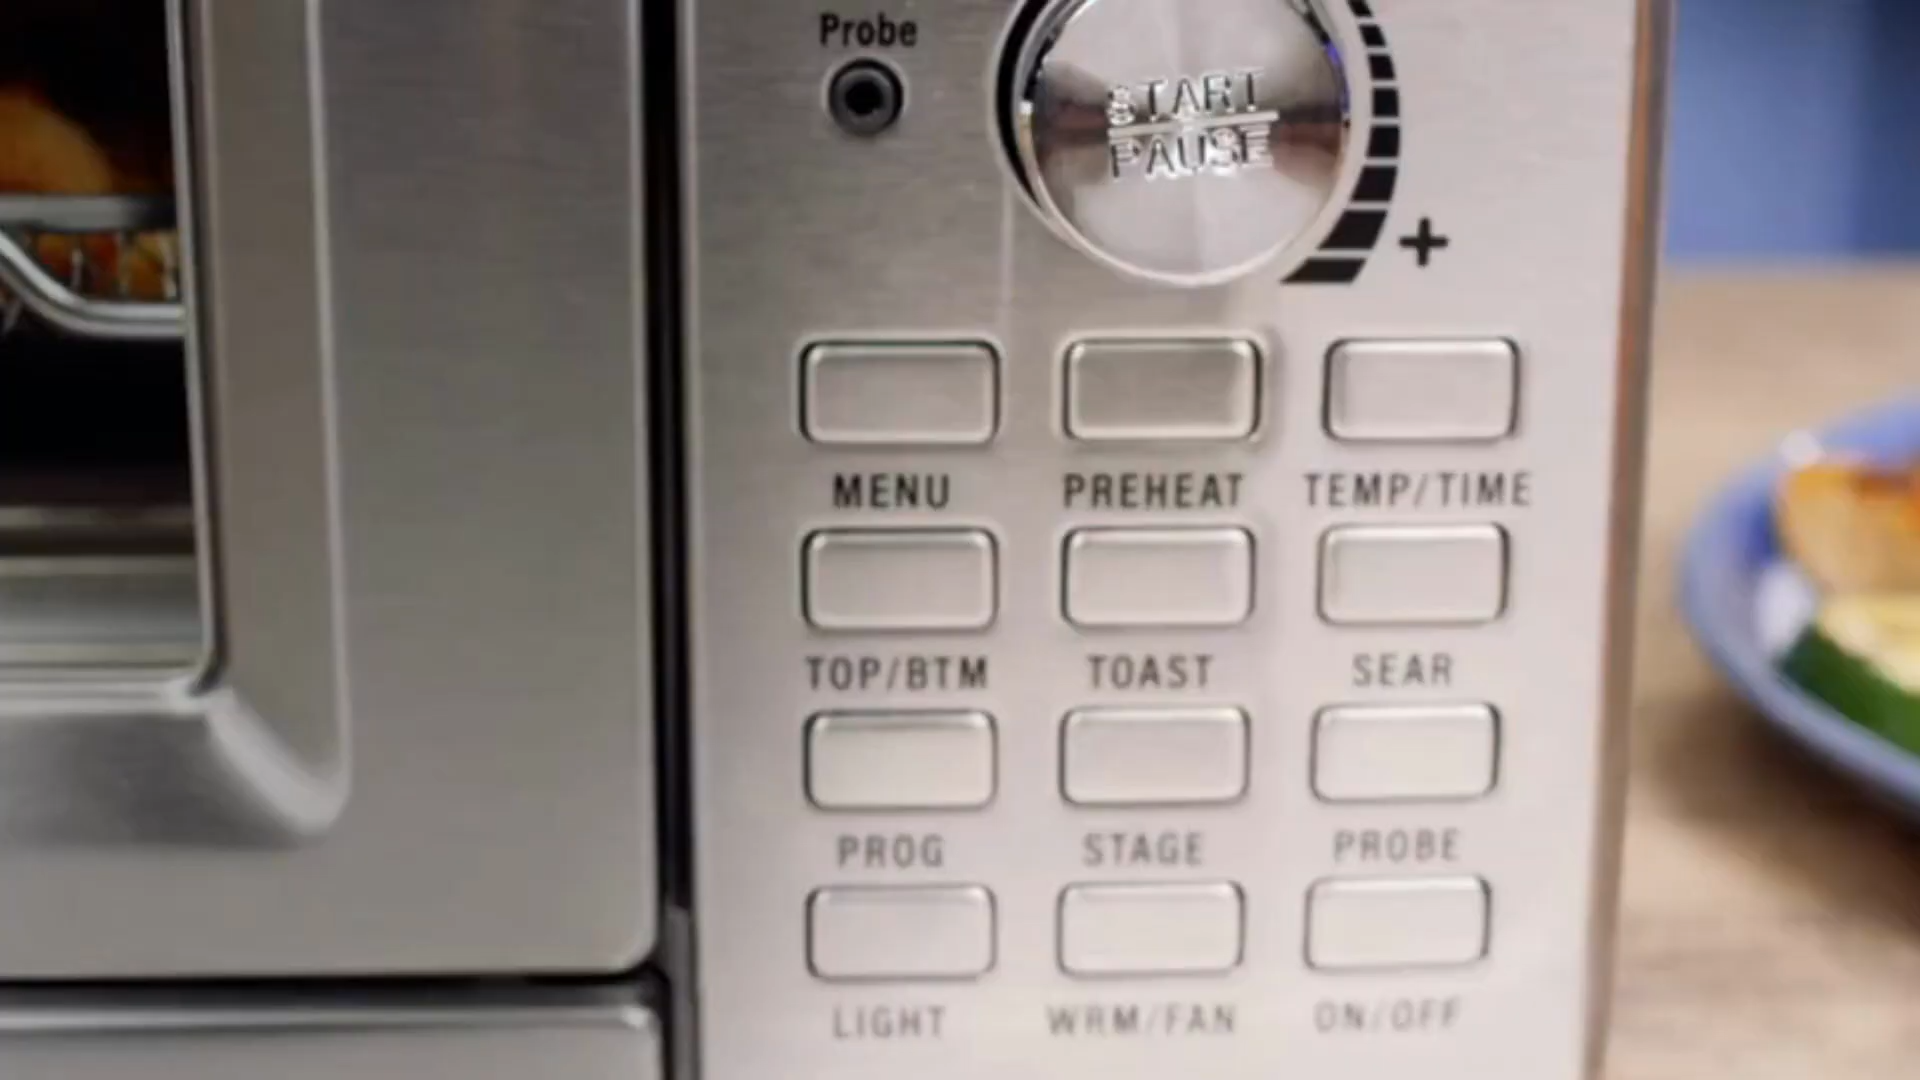 Probe
START
PAUSE
+
MENU PREHEAT TEMP/TIME
TOP/BTM TOAST SEAR
PROG STAGE PROBE
LIGHT WRM/FAN ON/OFF